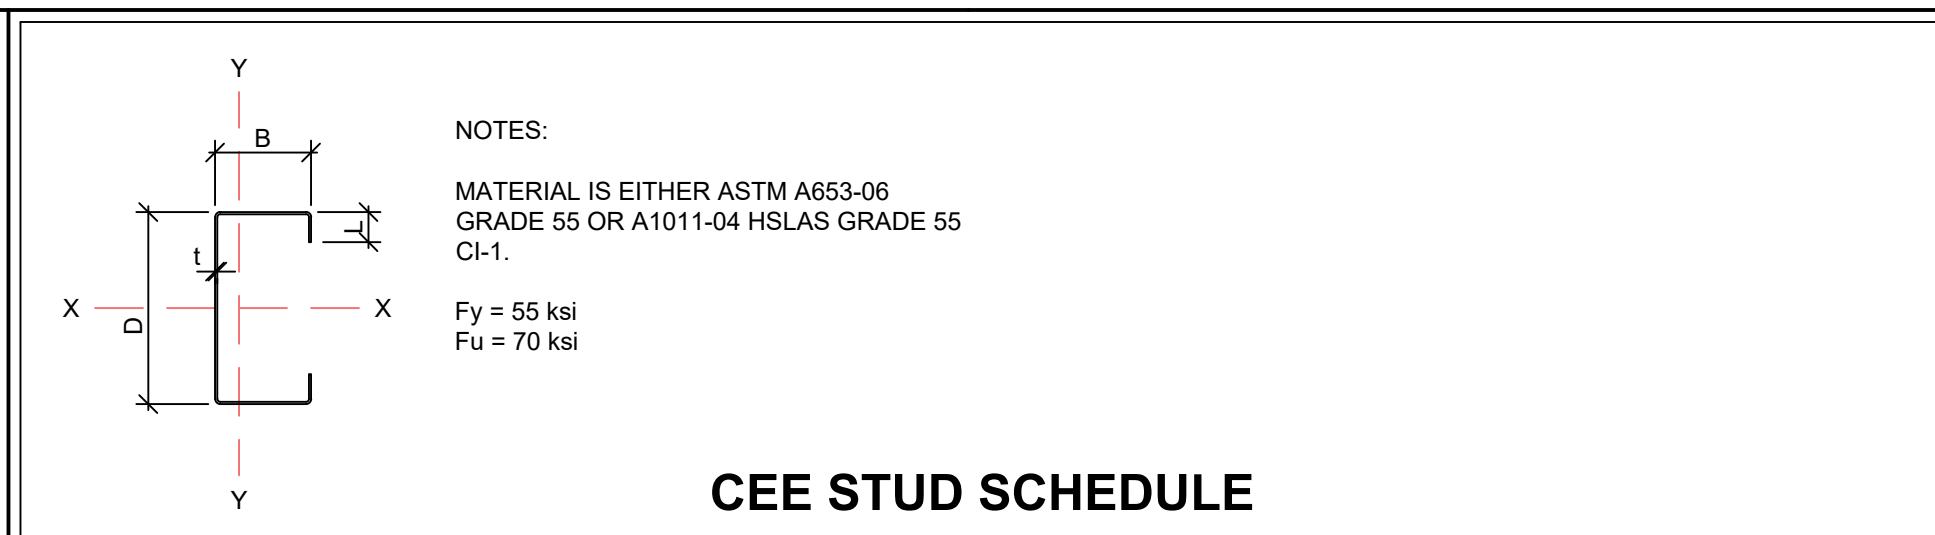 Y
B
L
t
X
X
D
Y
NOTES:
MATERIAL IS EITHER ASTM A653-06
GRADE 55 OR A1011-04 HSLAS GRADE 55
CI-1.
Fy = 55 ksi
Fu = 70 ksi
CEE STUD SCHEDULE